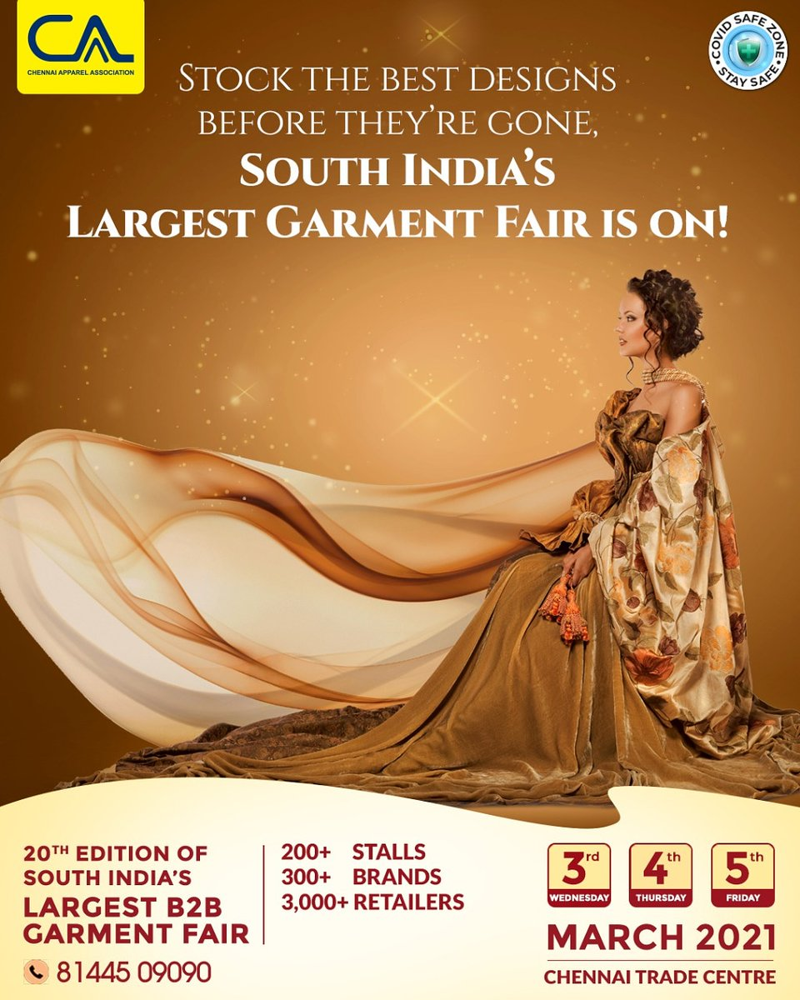 CAA
CHENNAI APPAREL ASSOCIATION
COVID SAFE ZONE
STAY SAFE
STOCK THE BEST DESIGNS
BEFORE THEY'RE GONE,
SOUTH INDIA'S
LARGEST GARMENT FAIR IS ON!
20TH EDITION OF
SOUTH INDIA'S
LARGEST B2B
GARMENT FAIR
81445 09090
200+ STALLS
300+ BRANDS
3,000+ RETAILERS
3rd
WEDNESDAY
4th
THURSDAY
5th
FRIDAY
MARCH 2021
CHENNAI TRADE CENTRE